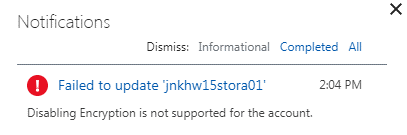 Notifications
Dismiss: Informational Completed All
Failed to update 'jnkhw15stora01' 2:04 PM
Disabling Encryption is not supported for the account.